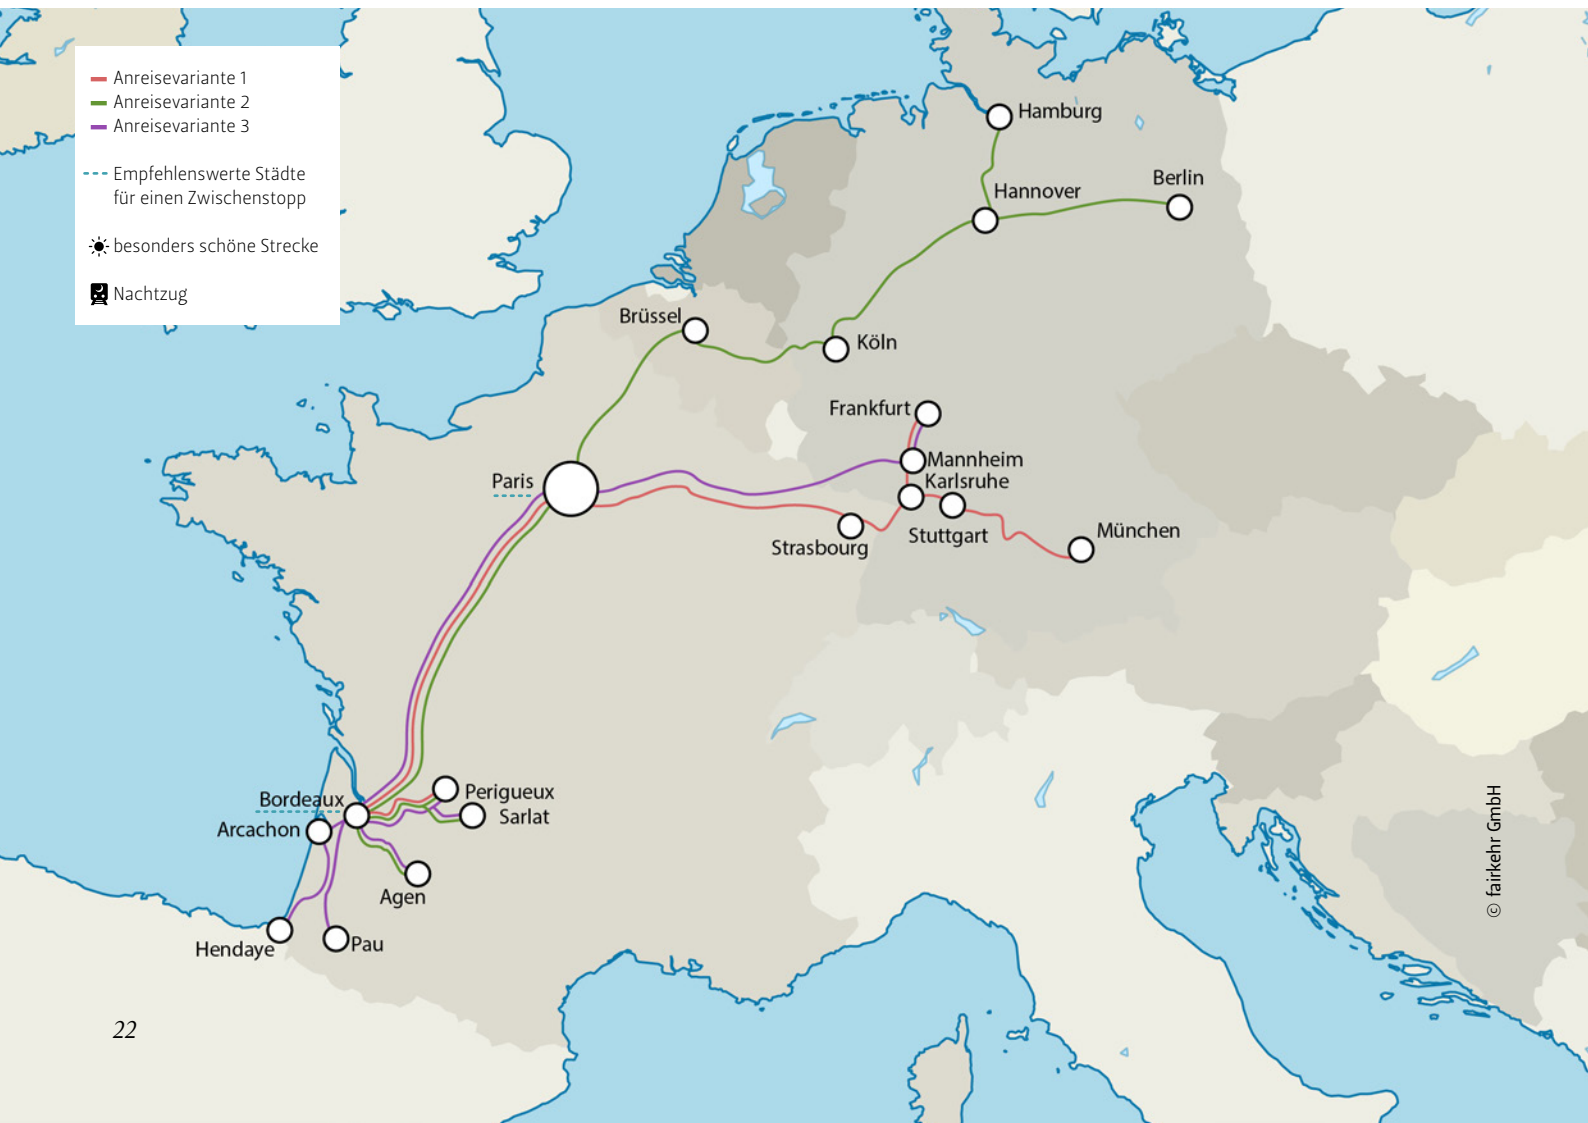 Anreisevariante 1
Anreisevariante 2
Anreisevariante 3
Empfehlenswerte Städte
für einen Zwischenstopp
besonders schöne Strecke
Nachtzug
Hamburg
Hannover
Berlin
Brüssel
Köln
Frankfurt
Mannheim
Karlsruhe
Paris
Stuttgart
München
Strasbourg
Perigueux
Bordeaux
Sarlat
Arcachon
Agen
Hendaye
Pau
© fairkehr GmbH
22